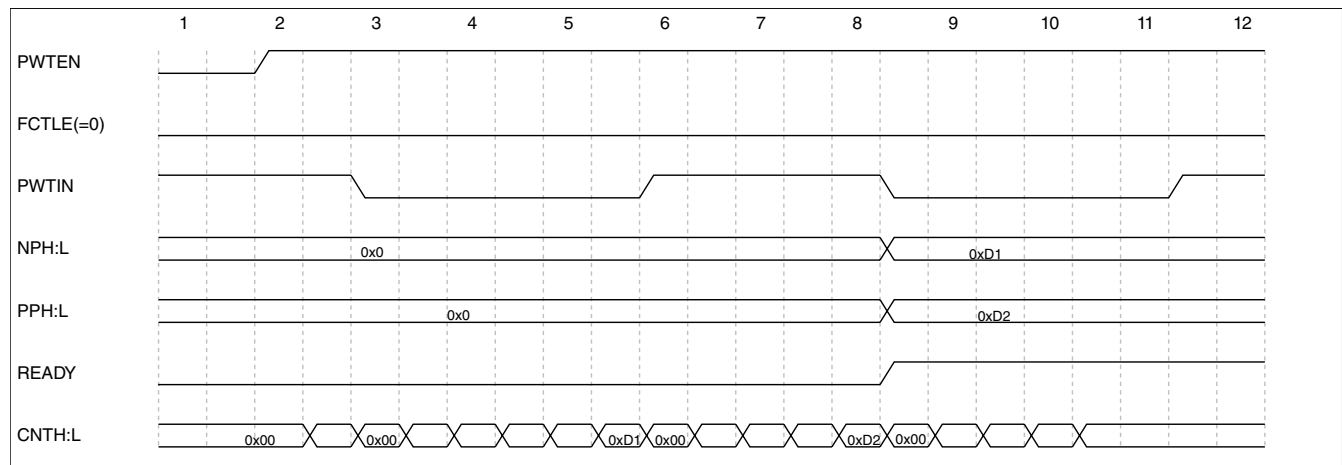 1 2 3 4 5 6 7 8 9 10 11 12
PWTEN
FCTLE(=0)
PWTIN
NPH:L 0x0 0xD1
PPH:L 0x0 0xD2
READY
CNTH:L 0x00 0x00 0xD1 0x00 0xD2 0x00